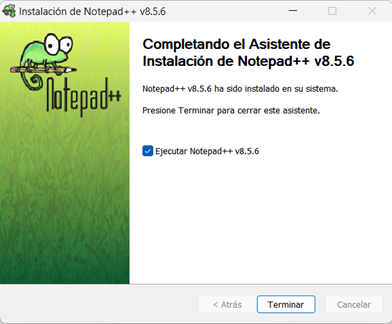 Instalación de Notepad++ v8.5.6
Notepad++
Completando el Asistente de
Instalación de Notepad++ v8.5.6
Notepad++ v8.5.6 ha sido instalado en su sistema.
Presione Terminar para cerrar este asistente.
Ejecutar Notepad++ v8.5.6
< Atrás
Terminar
Cancelar